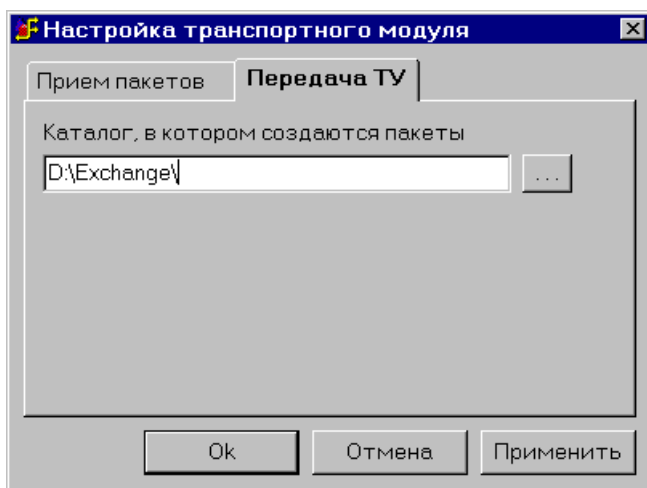 Настройка транспортного модуля
Прием пакетов
Передача ТУ
Каталог, в котором создаются пакеты
D:\Exchange\
...
Ok
Отмена
Применить